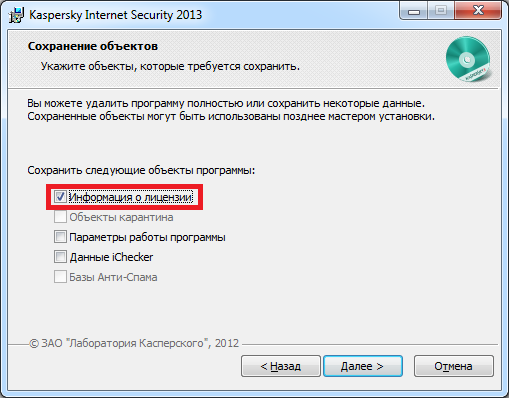 Kaspersky Internet Security 2013
Сохранение объектов
Укажите объекты, которые требуется сохранить.
Вы можете удалить программу полностью или сохранить некоторые данные.
Сохраненные объекты могут быть использованы позднее мастером установки.
Сохранить следующие объекты программы:
Информация о лицензии
Объекты карантина
Параметры работы программы
Данные iChecker
Базы Анти-Спама
© ЗАО "Лаборатория Касперского", 2012
< Назад Далее > Отмена